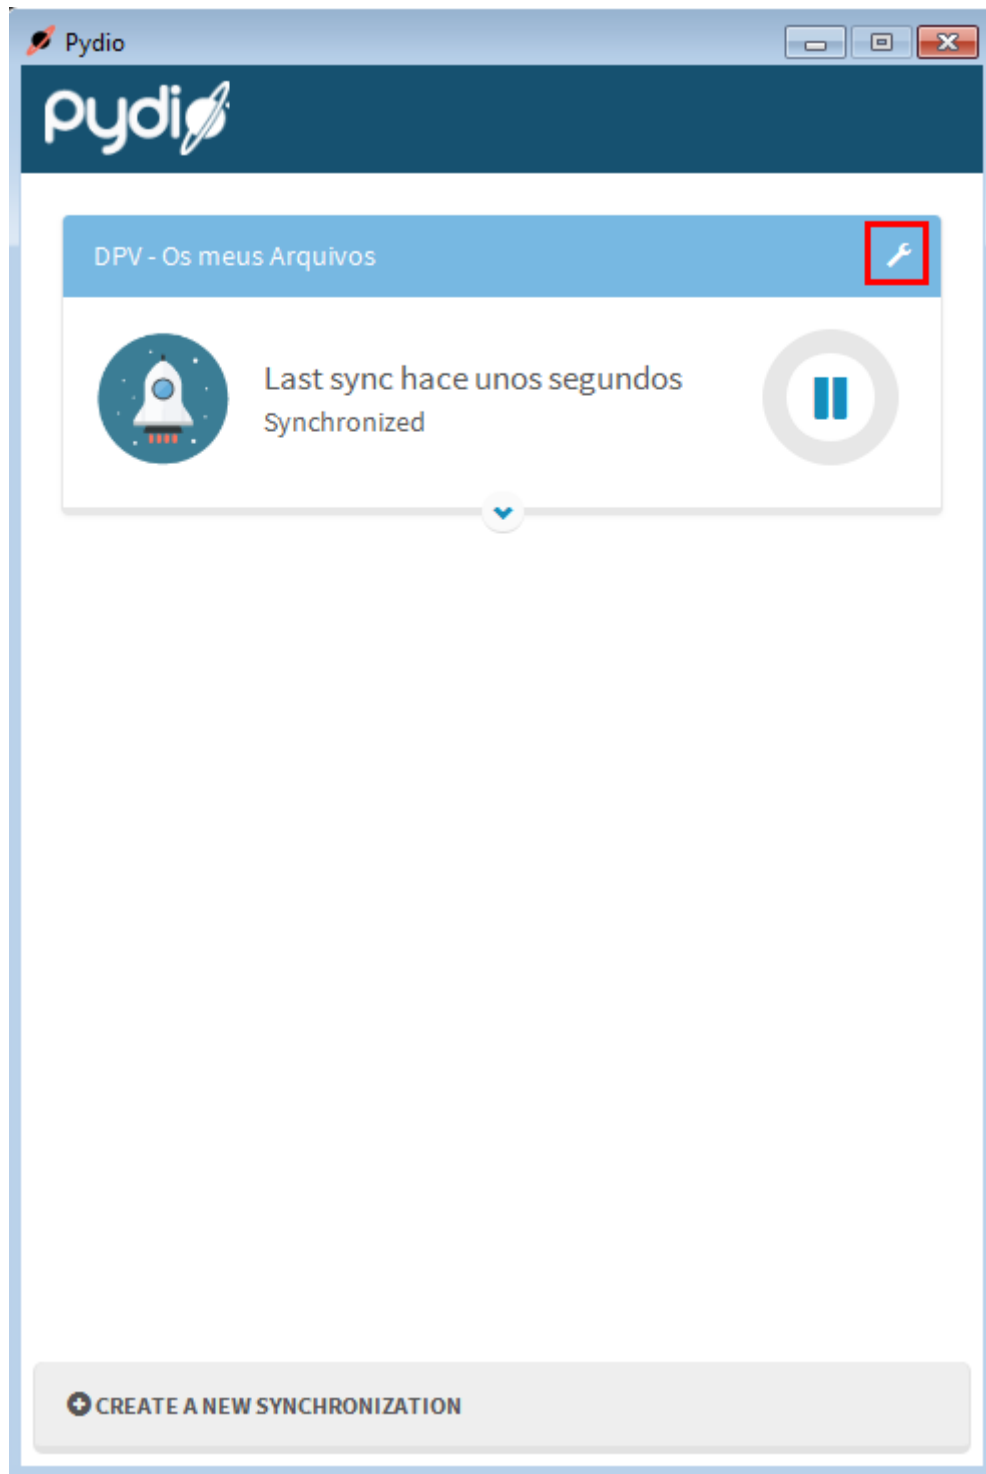 Pydio
pydio
DPV - Os meus Arquivos
Last sync hace unos segundos
Synchronized
CREATE A NEW SYNCHRONIZATION